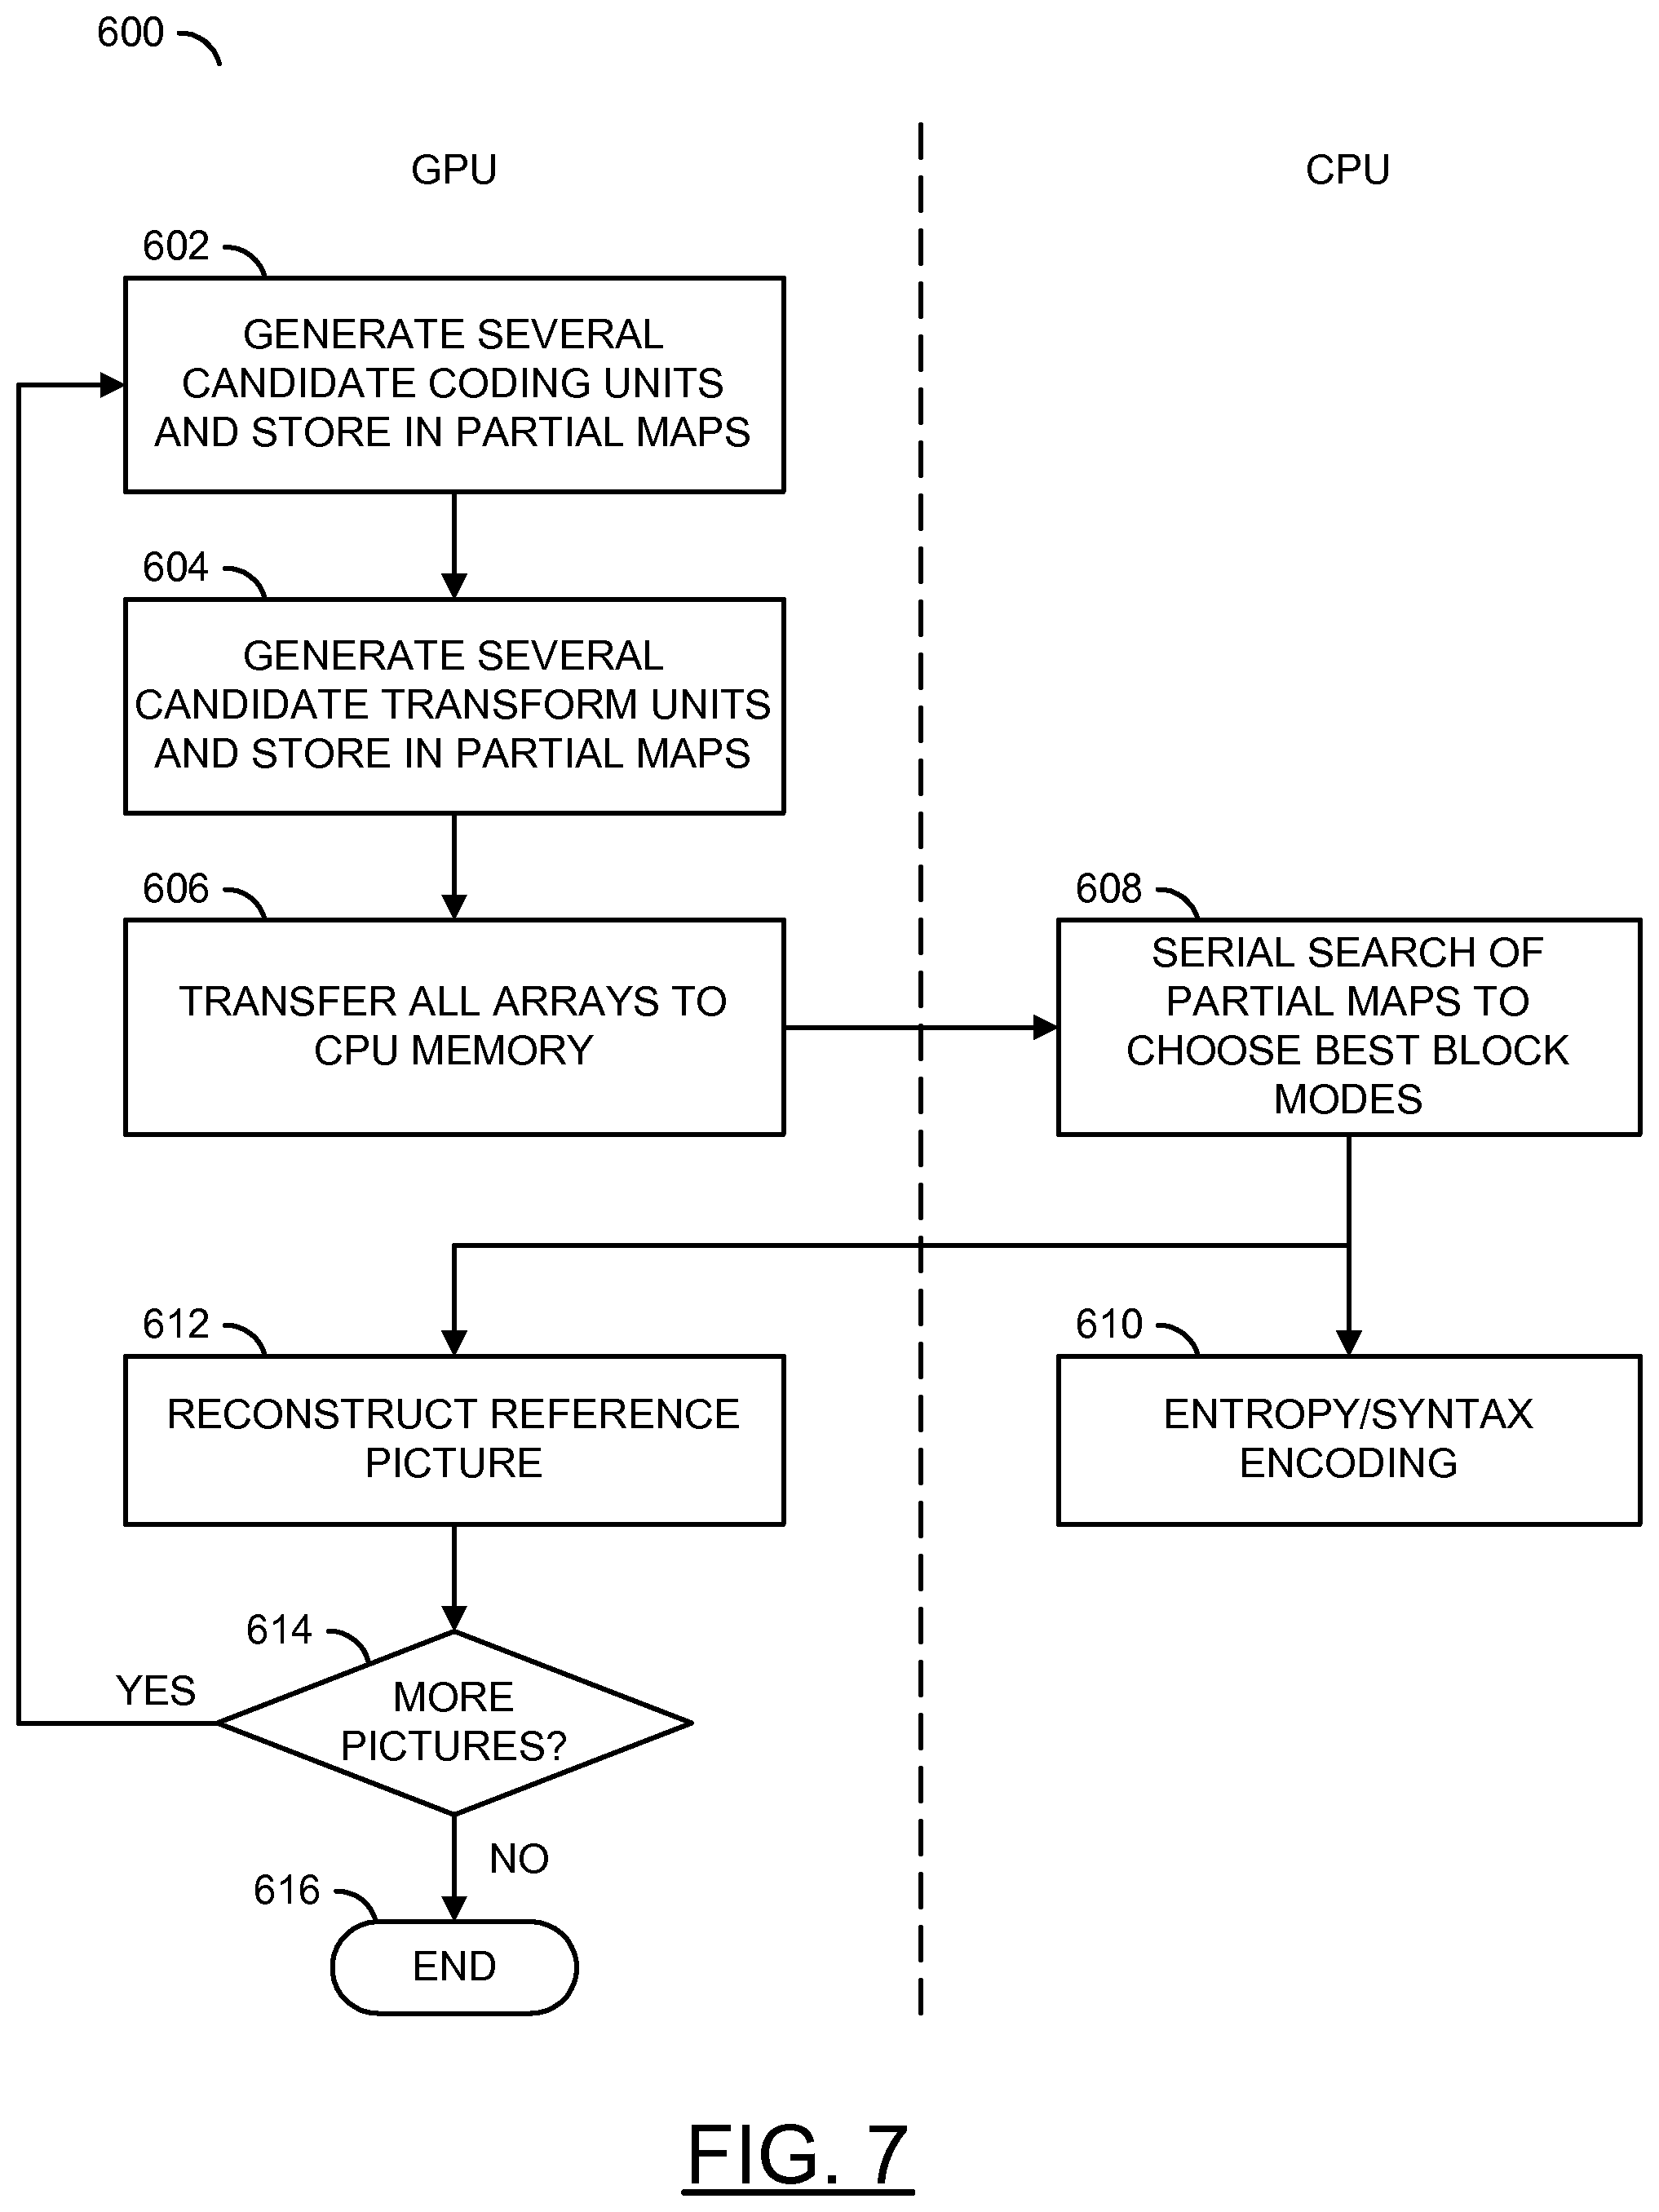 600
GPU
CPU
602
GENERATE SEVERAL
CANDIDATE CODING UNITS
AND STORE IN PARTIAL MAPS
604
GENERATE SEVERAL
CANDIDATE TRANSFORM UNITS
AND STORE IN PARTIAL MAPS
606
TRANSFER ALL ARRAYS TO
CPU MEMORY
608
SERIAL SEARCH OF
PARTIAL MAPS TO
CHOOSE BEST BLOCK
MODES
612
RECONSTRUCT REFERENCE
PICTURE
610
ENTROPY/SYNTAX
ENCODING
614
YES
MORE
PICTURES?
NO
616
END
FIG. 7